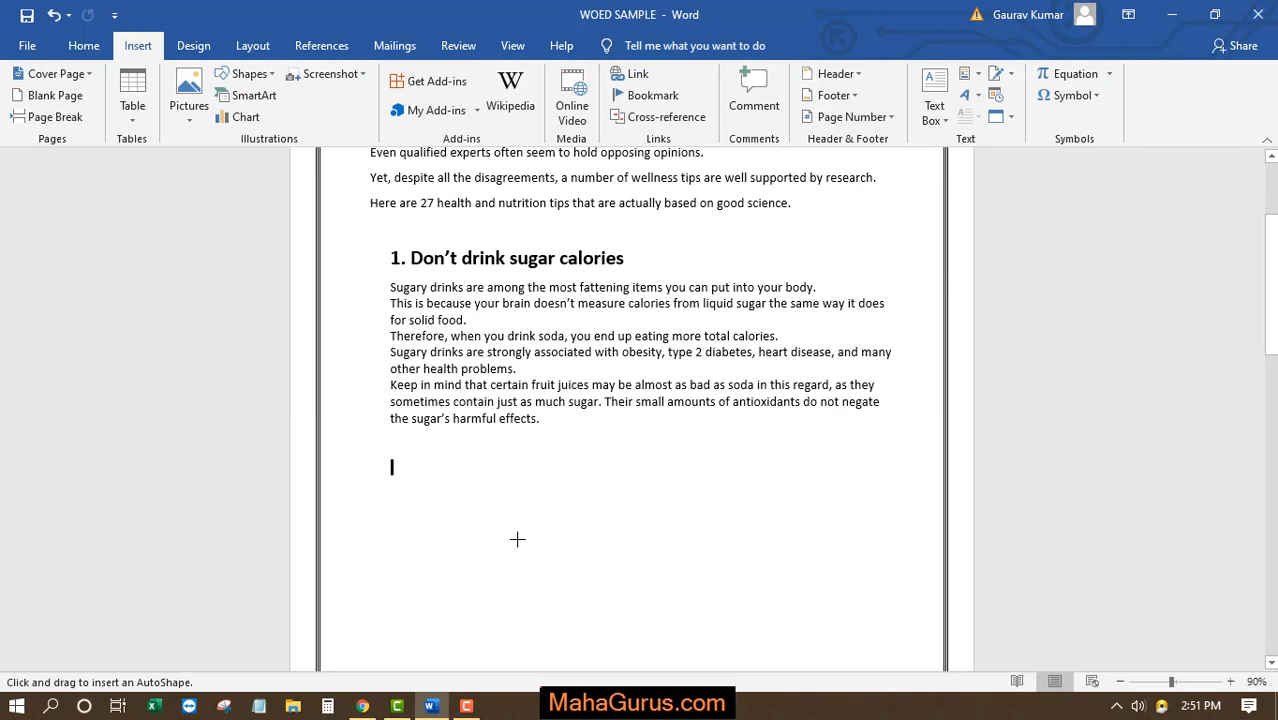 WOED SAMPLE - Word
Gaurav Kumar
File Home Insert Design Layout References Mailings Review View Help Tell me what you want to do Share
Cover Page
Blank Page
Page Break
Pages
Table
Tables
Pictures
Shapes
SmartArt
Chart
Screenshot
Illustrations
Get Add-ins
My Add-ins
W
Wikipedia
Add-ins
Online
Video
Media
Link
Bookmark
Cross-reference
Links
Comment
Comments
Header
Footer
Page Number
Header & Footer
Text
Box
Text
Equation
Symbol
Symbols
Even qualified experts often seem to hold opposing opinions.
Yet, despite all the disagreements, a number of wellness tips are well supported by research.
Here are 27 health and nutrition tips that are actually based on good science.
1. Don’t drink sugar calories
Sugary drinks are among the most fattening items you can put into your body.
This is because your brain doesn’t measure calories from liquid sugar the same way it does
for solid food.
Therefore, when you drink soda, you end up eating more total calories.
Sugary drinks are strongly associated with obesity, type 2 diabetes, heart disease, and many
other health problems.
Keep in mind that certain fruit juices may be almost as bad as soda in this regard, as they
sometimes contain just as much sugar. Their small amounts of antioxidants do not negate
the sugar’s harmful effects.
Click and drag to insert an AutoShape.
90%
MahaGurus.com
2:51 PM